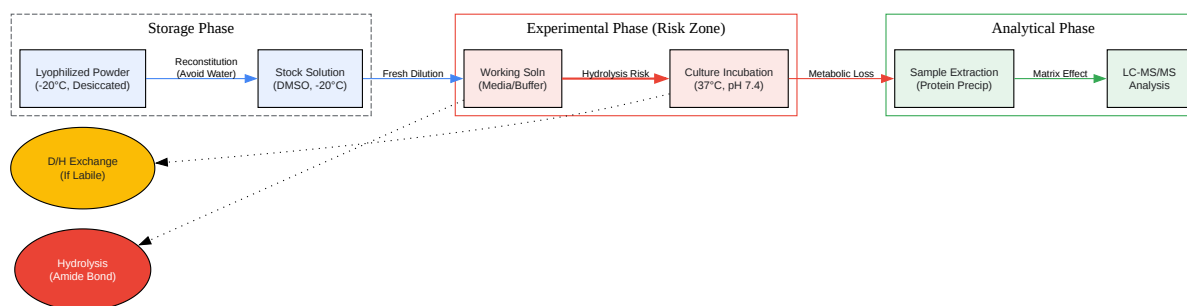 Storage Phase
Experimental Phase (Risk Zone)
Analytical Phase
Lyophilized Powder
(-20°C, Desiccated)
Reconstitution
(Avoid Water)
Stock Solution
(DMSO, -20°C)
Fresh Dilution
Working Soln
(Media/Buffer)
Hydrolysis Risk
Culture Incubation
(37°C, pH 7.4)
Metabolic Loss
Sample Extraction
(Protein Precip)
Matrix Effect
LC-MS/MS
Analysis
D/H Exchange
(If Labile)
Hydrolysis
(Amide Bond)